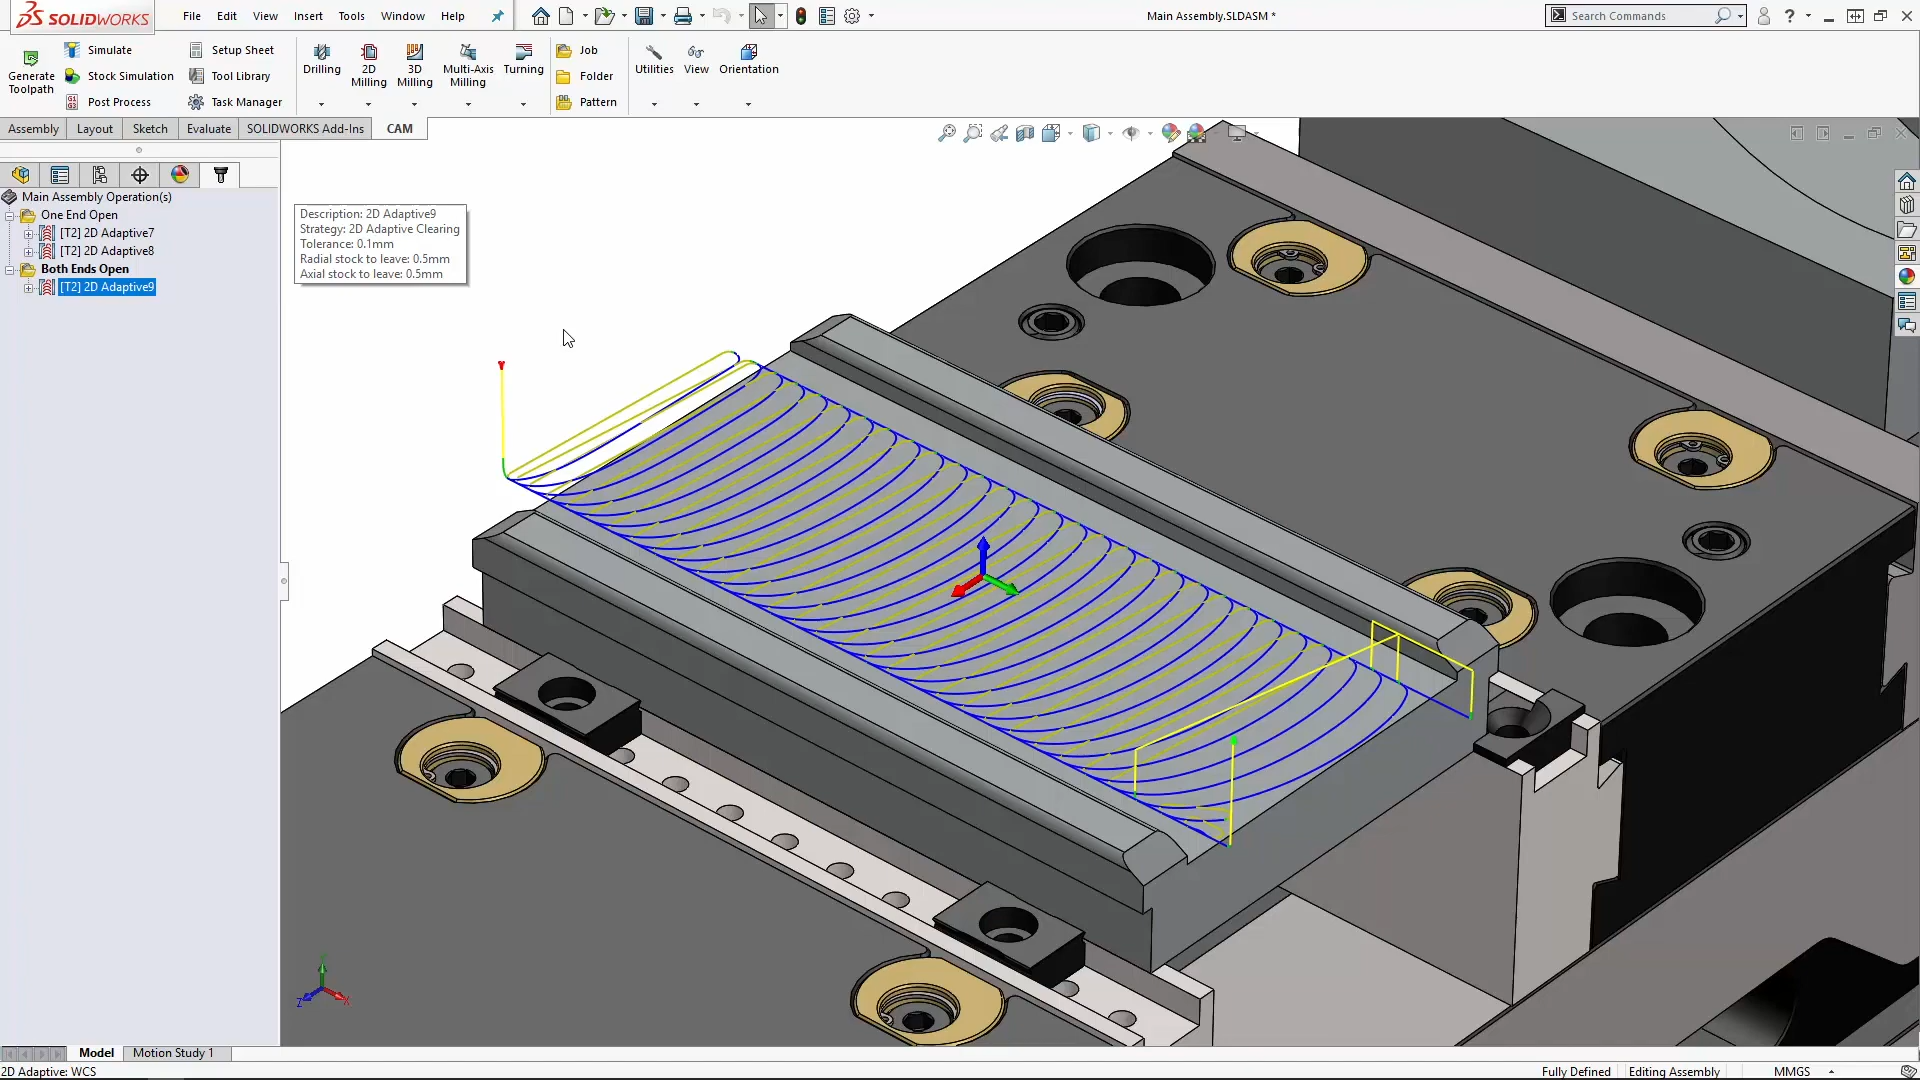 SOLIDWORKS
File Edit View Insert Tools Window Help
Main Assembly.SLDASM *
Search Commands
Generate Toolpath
Simulate
Stock Simulation
Post Process
Setup Sheet
Tool Library
Task Manager
Drilling
2D Milling
3D Milling
Multi-Axis Milling
Turning
Job
Folder
Pattern
Utilities
View
Orientation
Assembly Layout Sketch Evaluate SOLIDWORKS Add-Ins CAM
Main Assembly Operation(s)
One End Open
[T2] 2D Adaptive7
[T2] 2D Adaptive8
Both Ends Open
[T2] 2D Adaptive9
Description: 2D Adaptive9
Strategy: 2D Adaptive Clearing
Tolerance: 0.1mm
Radial stock to leave: 0.5mm
Axial stock to leave: 0.5mm
Z X
Model Motion Study 1
2D Adaptive: WCS
Fully Defined Editing Assembly MMGS